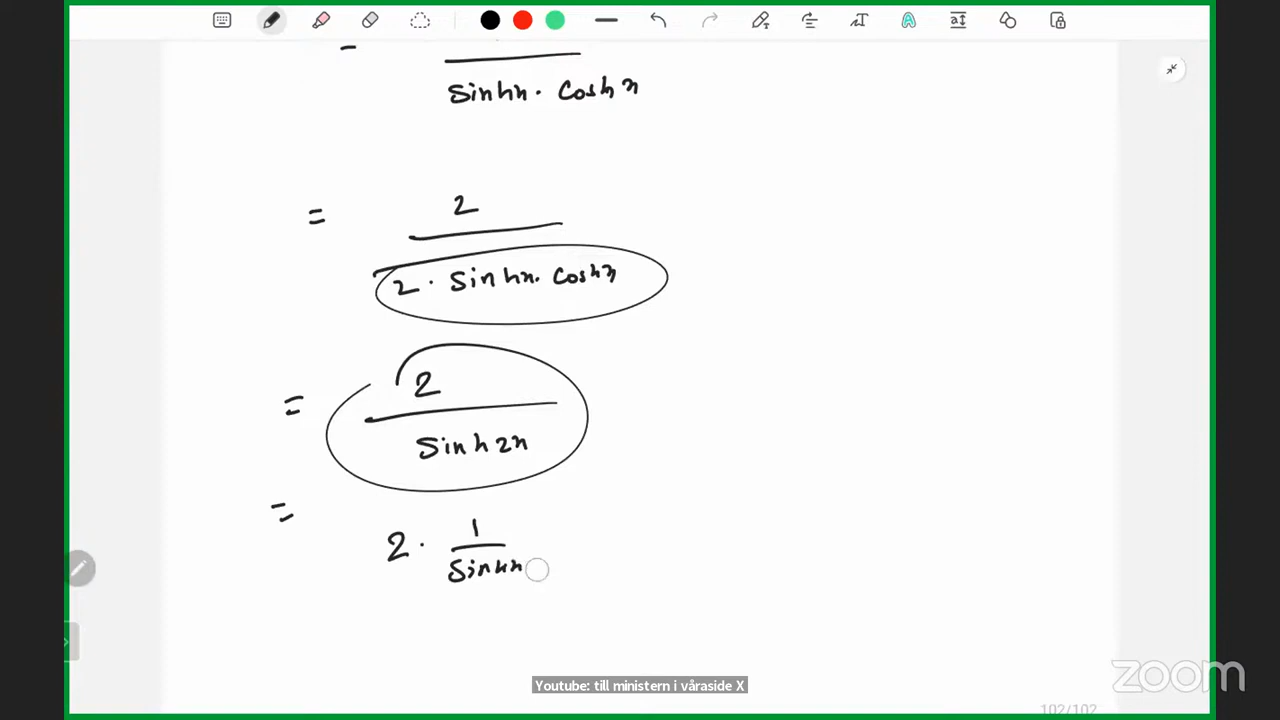 =
sinhx. coshx
= 2
2 . sinhx. coshx
= 2
sinh2x
=
2. 1
sinhx
Youtube: till ministern i våraside X
zoom
102/102